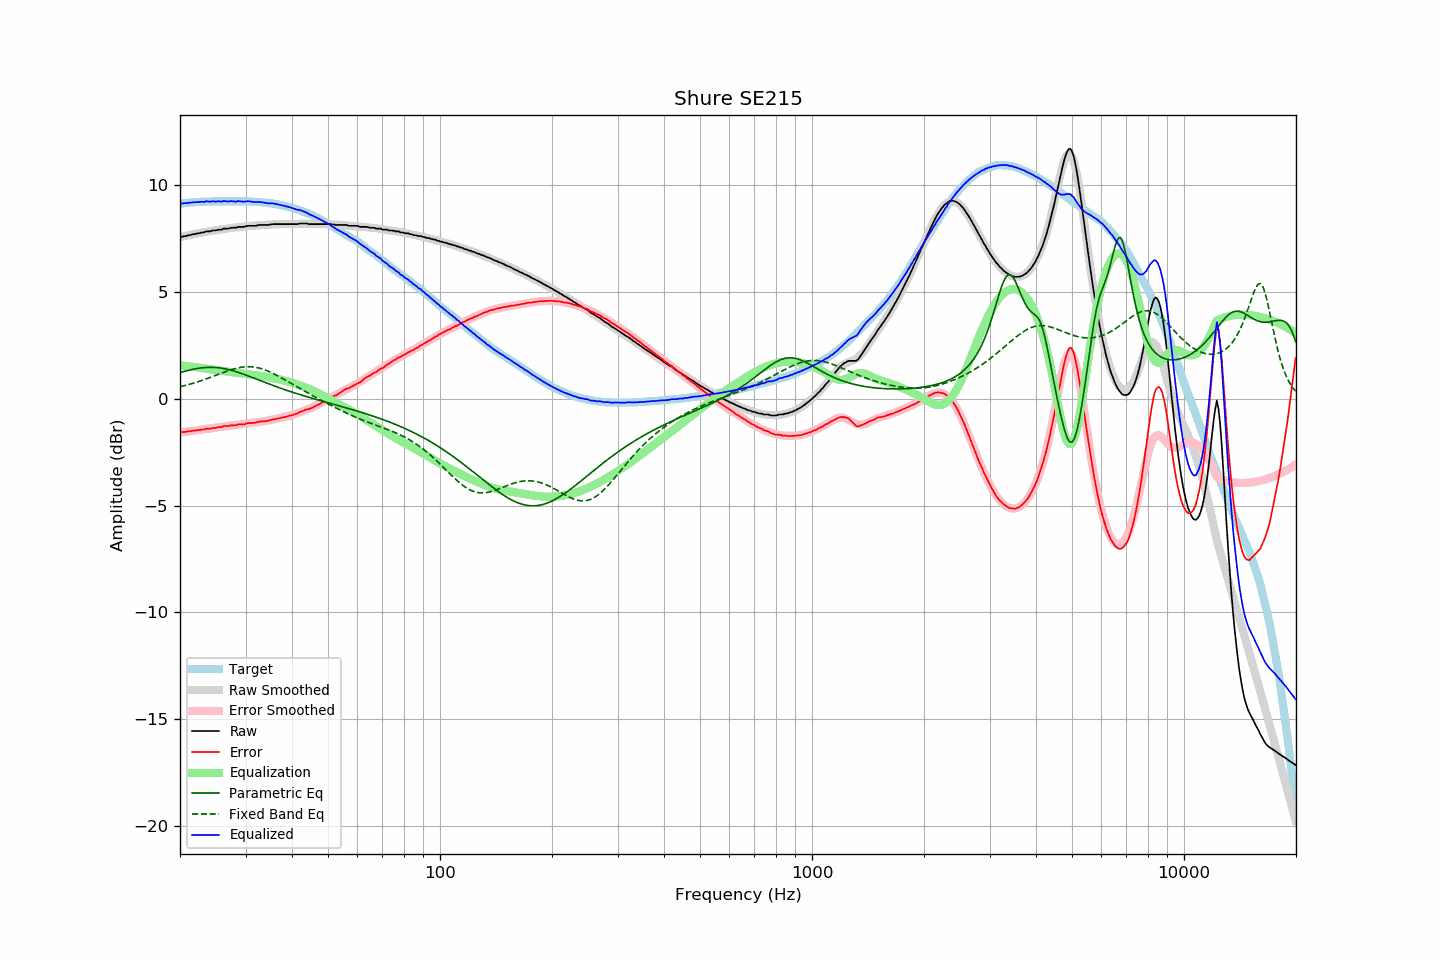 Shure SE215
Amplitude (dBr)
10
5
0
−5
−10
−15
−20
Target
Raw Smoothed
Error Smoothed
Raw
Error
Equalization
Parametric Eq
Fixed Band Eq
Equalized
100
1000
10000
Frequency (Hz)